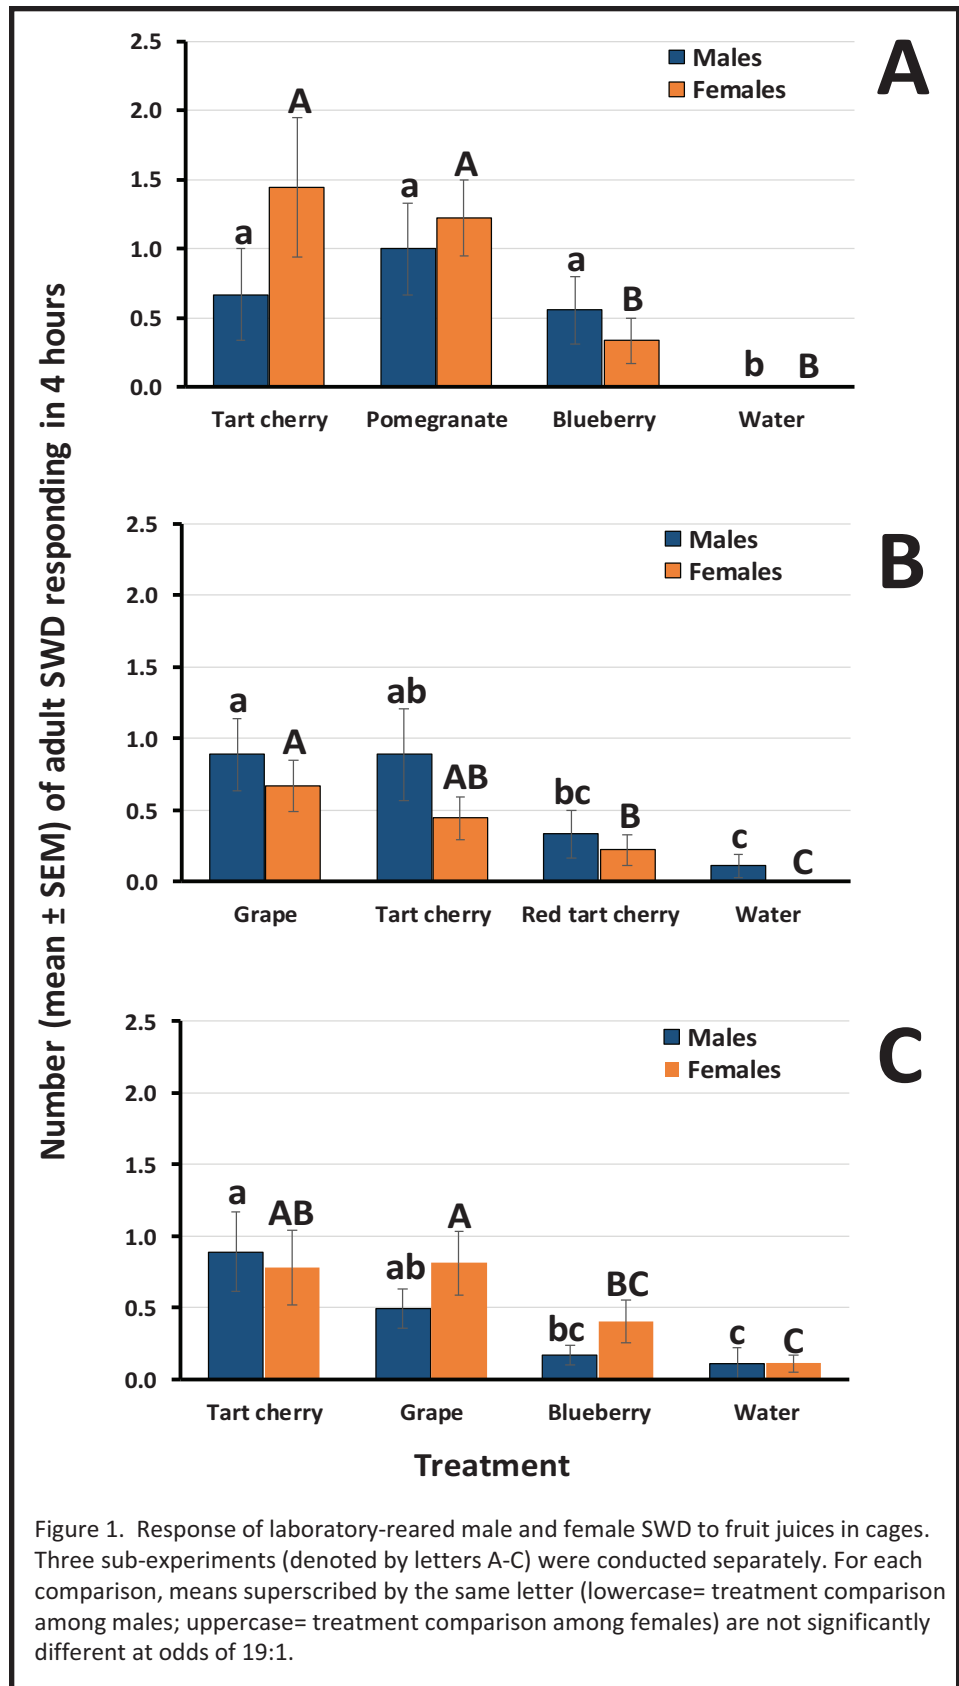 Number (mean ± SEM) of adult SWD responding in 4 hours
A
Males
Females
2.5
2.0
1.5
1.0
0.5
0.0
a
A
a
A
a
B
b
B
Tart cherry
Pomegranate
Blueberry
Water
B
Males
Females
2.5
2.0
1.5
1.0
0.5
0.0
a
A
ab
AB
bc
B
c
C
Grape
Tart cherry
Red tart cherry
Water
C
Males
Females
2.5
2.0
1.5
1.0
0.5
0.0
a
AB
ab
A
bc
BC
c
C
Tart cherry
Grape
Blueberry
Water
Treatment
Figure 1. Response of laboratory-reared male and female SWD to fruit juices in cages.
Three sub-experiments (denoted by letters A-C) were conducted separately. For each
comparison, means superscribed by the same letter (lowercase= treatment comparison
among males; uppercase= treatment comparison among females) are not significantly
different at odds of 19:1.